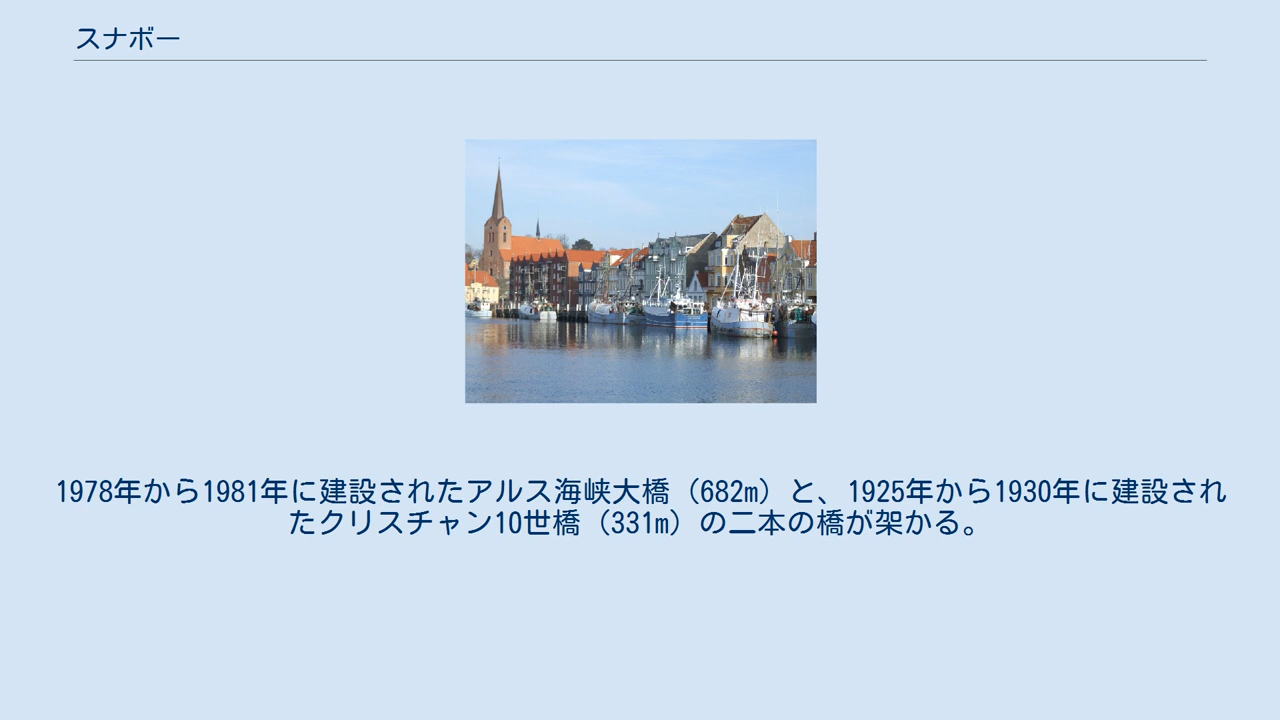 スナボー
1978年から1981年に建設されたアルス海峡大橋（682m）と、1925年から1930年に建設され
たクリスチャン10世橋（331m）の二本の橋が架かる。